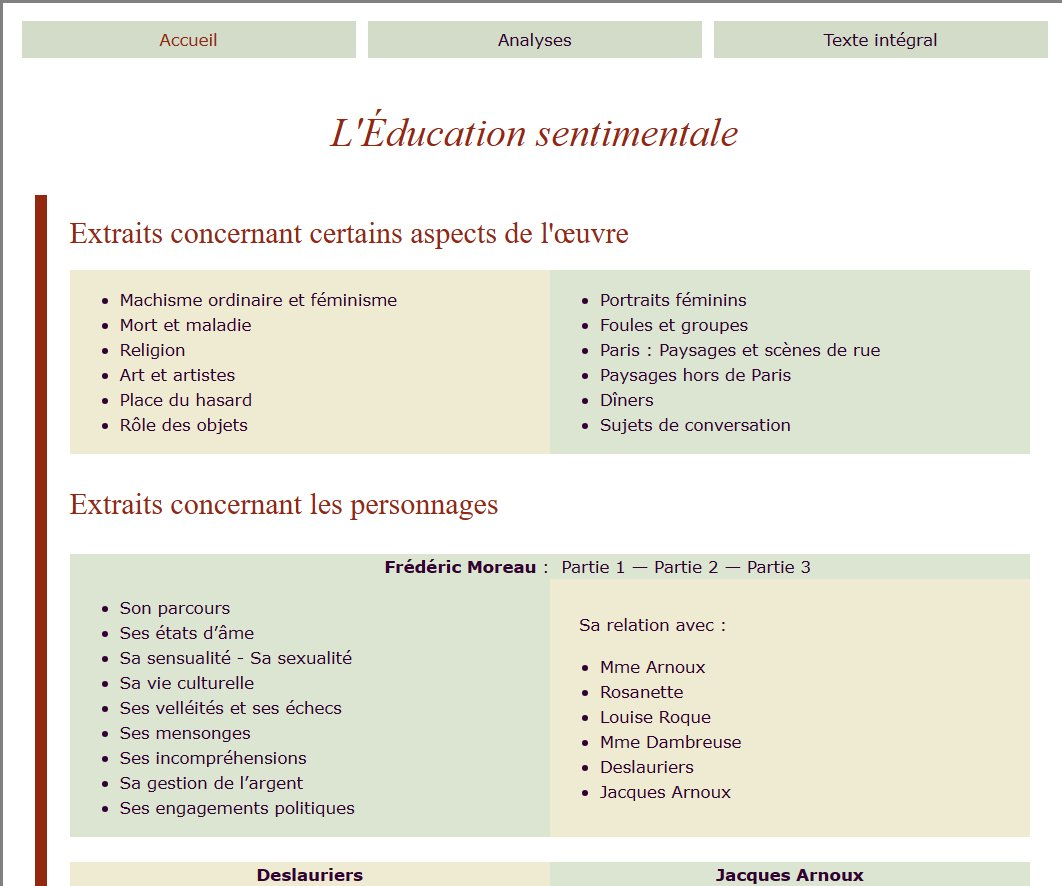 Accueil
Analyses
Texte intégral
L'Éducation sentimentale
Extraits concernant certains aspects de l'œuvre
Machisme ordinaire et féminisme
Mort et maladie
Religion
Art et artistes
Place du hasard
Rôle des objets
Portraits féminins
Foules et groupes
Paris : Paysages et scènes de rue
Paysages hors de Paris
Dîners
Sujets de conversation
Extraits concernant les personnages
Frédéric Moreau : Partie 1 — Partie 2 — Partie 3
Son parcours
Ses états d’âme
Sa sensualité - Sa sexualité
Sa vie culturelle
Ses velléités et ses échecs
Ses mensonges
Ses incompréhensions
Sa gestion de l’argent
Ses engagements politiques
Sa relation avec :
Mme Arnoux
Rosanette
Louise Roque
Mme Dambreuse
Deslauriers
Jacques Arnoux
Deslauriers
Jacques Arnoux